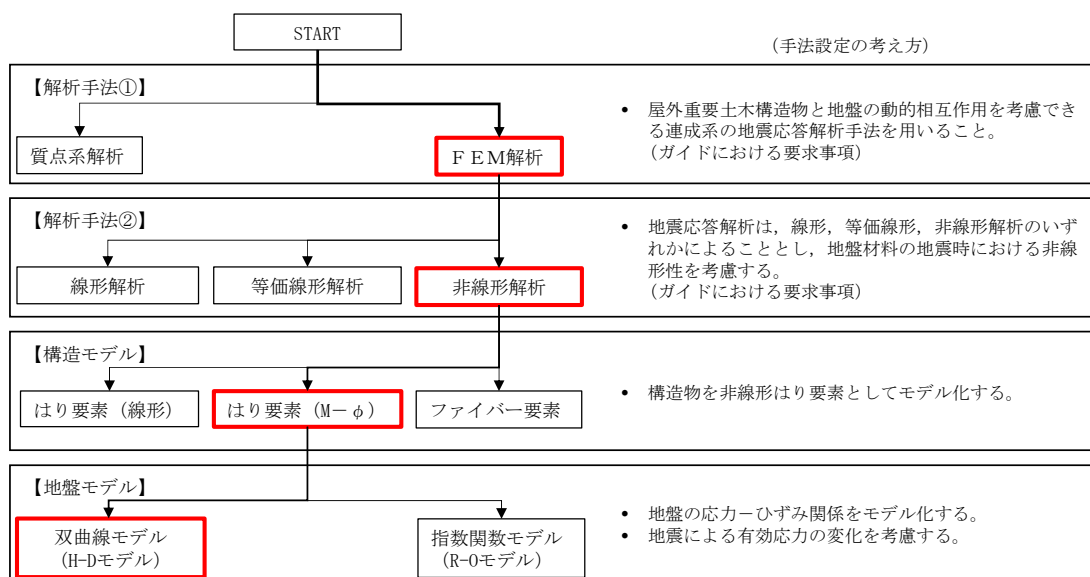 START
(手法設定の考え方)
【解析手法①】
質点系解析
ＦＥＭ解析
• 屋外重要土木構造物と地盤の動的相互作用を考慮でき
る連成系の地震応答解析手法を用いること。
(ガイドにおける要求事項)
【解析手法②】
線形解析
等価線形解析
非線形解析
• 地震応答解析は，線形，等価線形，非線形解析のいず
れかによることとし，地盤材料の地震時における非線
形性を考慮する。
(ガイドにおける要求事項)
【構造モデル】
はり要素（線形）
はり要素（M－φ）
ファイバー要素
• 構造物を非線形はり要素としてモデル化する。
【地盤モデル】
双曲線モデル
(H-Dモデル)
指数関数モデル
(R-Oモデル)
• 地盤の応力－ひずみ関係をモデル化する。
• 地震による有効応力の変化を考慮する。